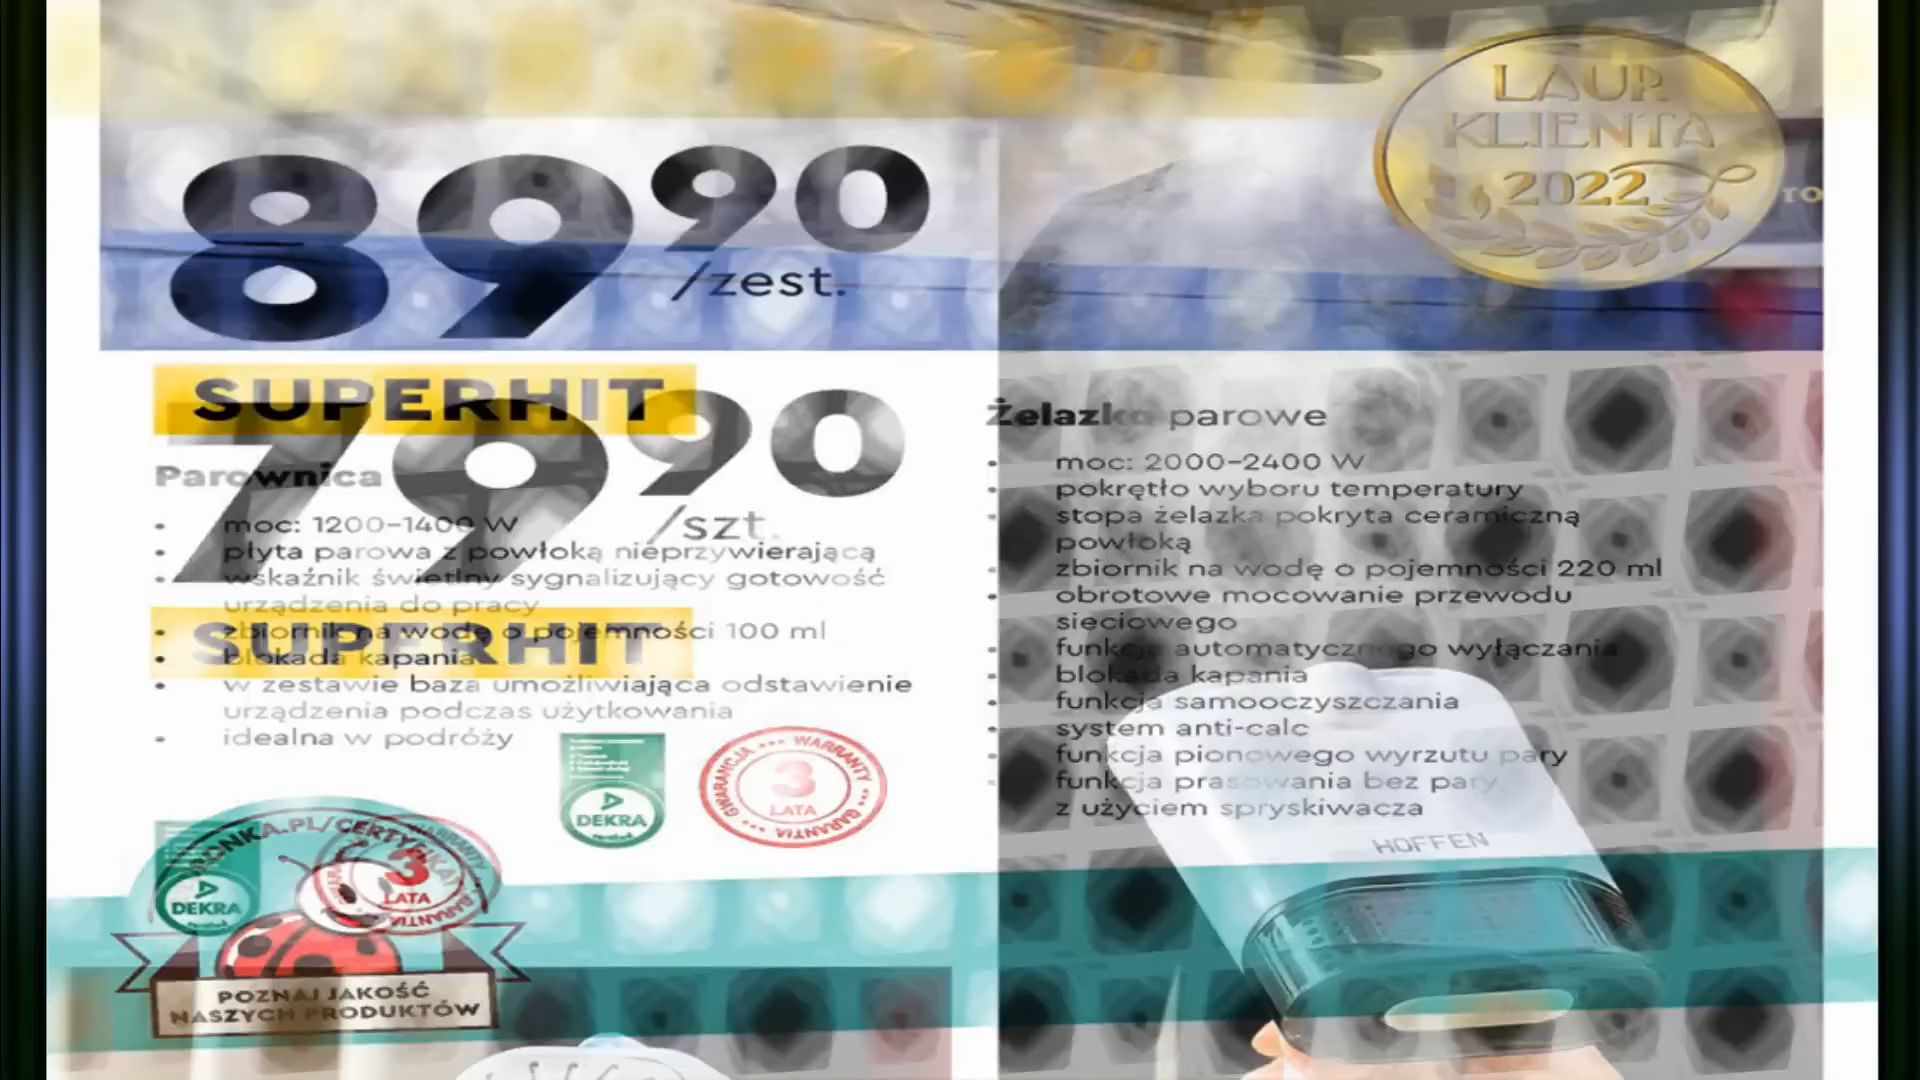 LAUR
KLIENTA
2022
89 90
/zest.
SUPERHIT
79 90
/szt.
Parownica
• moc: 1200-1400 W
• płyta parowa z powłoką nieprzywierającą
• wskaźnik świetlny sygnalizujący gotowość
urządzenia do pracy
• zbiornik na wodę o pojemności 100 ml
• blokada kapania
• w zestawie baza umożliwiająca odstawienie
urządzenia podczas użytkowania
• idealna w podróży
SUPERHIT
DEKRA
GWARANCJA ••• WARRANTY ••• GARANTIA
3
LATA
Żelazko parowe
• moc: 2000-2400 W
• pokrętło wyboru temperatury
• stopa żelazka pokryta ceramiczną
powłoką
• zbiornik na wodę o pojemności 220 ml
• obrotowe mocowanie przewodu
sieciowego
• funkcja automatycznego wyłączania
• blokada kapania
• funkcja samooczyszczania
• system anti-calc
• funkcja pionowego wyrzutu pary
• funkcja prasowania bez pary
z użyciem spryskiwacza
HOFFEN
DEKRA
3
LATA
POZNAJ JAKOŚĆ
NASZYCH PRODUKTÓW